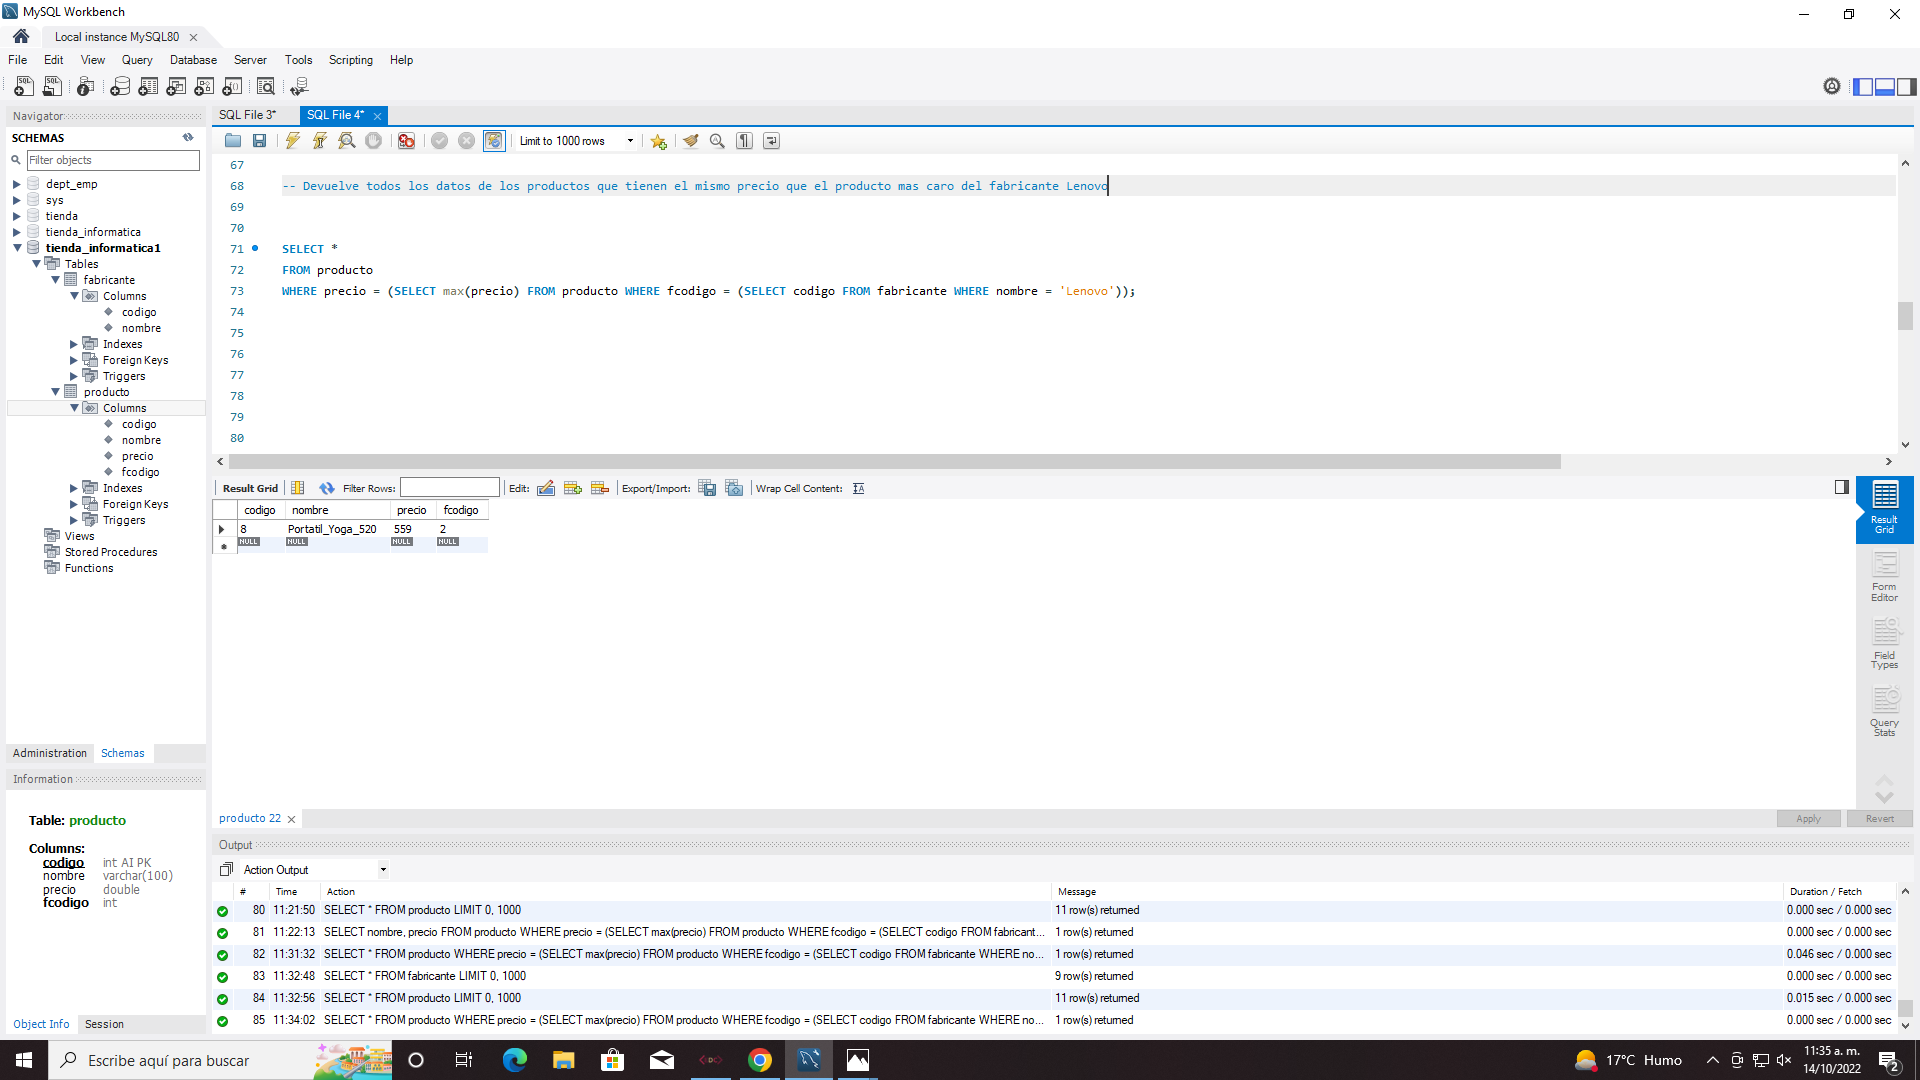 MySQL Workbench
Local instance MySQL80
File Edit View Query Database Server Tools Scripting Help
Navigator
SCHEMAS
Filter objects
dept_emp
sys
tienda
tienda_informatica
tienda_informatica1
Tables
fabricante
Columns
codigo
nombre
Indexes
Foreign Keys
Triggers
producto
Columns
codigo
nombre
precio
fcodigo
Indexes
Foreign Keys
Triggers
Views
Stored Procedures
Functions
Administration Schemas
Information
Table: producto
Columns:
codigo int AI PK
nombre varchar(100)
precio double
fcodigo int
Object Info Session
SQL File 3* SQL File 4*
Limit to 1000 rows
67
68 -- Devuelve todos los datos de los productos que tienen el mismo precio que el producto mas caro del fabricante Lenovo
69
70
71 SELECT *
72 FROM producto
73 WHERE precio = (SELECT max(precio) FROM producto WHERE fcodigo = (SELECT codigo FROM fabricante WHERE nombre = 'Lenovo'));
74
75
76
77
78
79
80
Result Grid Filter Rows: Edit: Export/Import: Wrap Cell Content:
codigo nombre precio fcodigo
8 Portatil_Yoga_520 559 2
NULL NULL NULL NULL
Result Grid
Form Editor
Field Types
Query Stats
producto 22
Apply Revert
Output
Action Output
# Time Action Message Duration / Fetch
80 11:21:50 SELECT * FROM producto LIMIT 0, 1000 11 row(s) returned 0.000 sec / 0.000 sec
81 11:22:13 SELECT nombre, precio FROM producto WHERE precio = (SELECT max(precio) FROM producto WHERE fcodigo = (SELECT codigo FROM fabricant... 1 row(s) returned 0.000 sec / 0.000 sec
82 11:31:32 SELECT * FROM producto WHERE precio = (SELECT max(precio) FROM producto WHERE fcodigo = (SELECT codigo FROM fabricante WHERE no... 1 row(s) returned 0.046 sec / 0.000 sec
83 11:32:48 SELECT * FROM fabricante LIMIT 0, 1000 9 row(s) returned 0.000 sec / 0.000 sec
84 11:32:56 SELECT * FROM producto LIMIT 0, 1000 11 row(s) returned 0.015 sec / 0.000 sec
85 11:34:02 SELECT * FROM producto WHERE precio = (SELECT max(precio) FROM producto WHERE fcodigo = (SELECT codigo FROM fabricante WHERE no... 1 row(s) returned 0.000 sec / 0.000 sec
Escribe aquí para buscar
17°C Humo
11:35 a. m.
14/10/2022
2